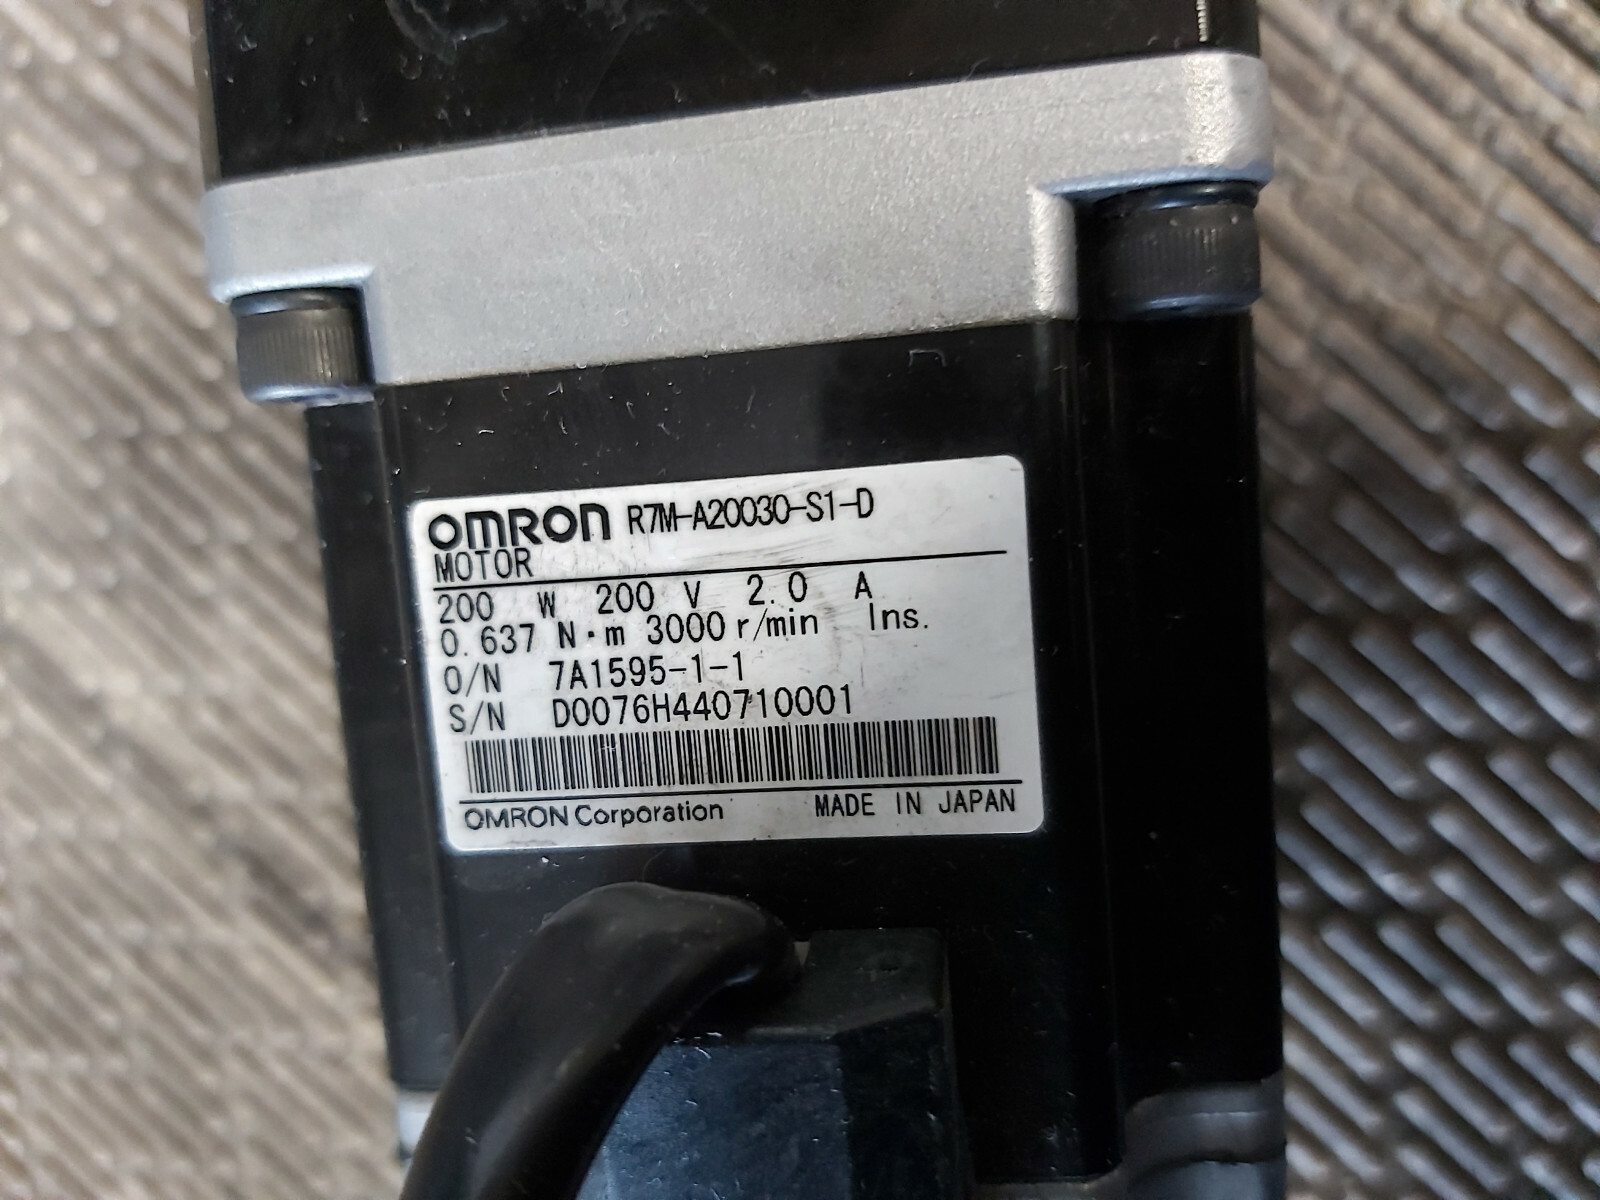 OMRON R7M-A20030-S1-D
MOTOR
200 W 200 V 2.0 A
0.637 N·m 3000 r/min Ins.
O/N 7A1595-1-1
S/N D0076H440710001
OMRON Corporation MADE IN JAPAN